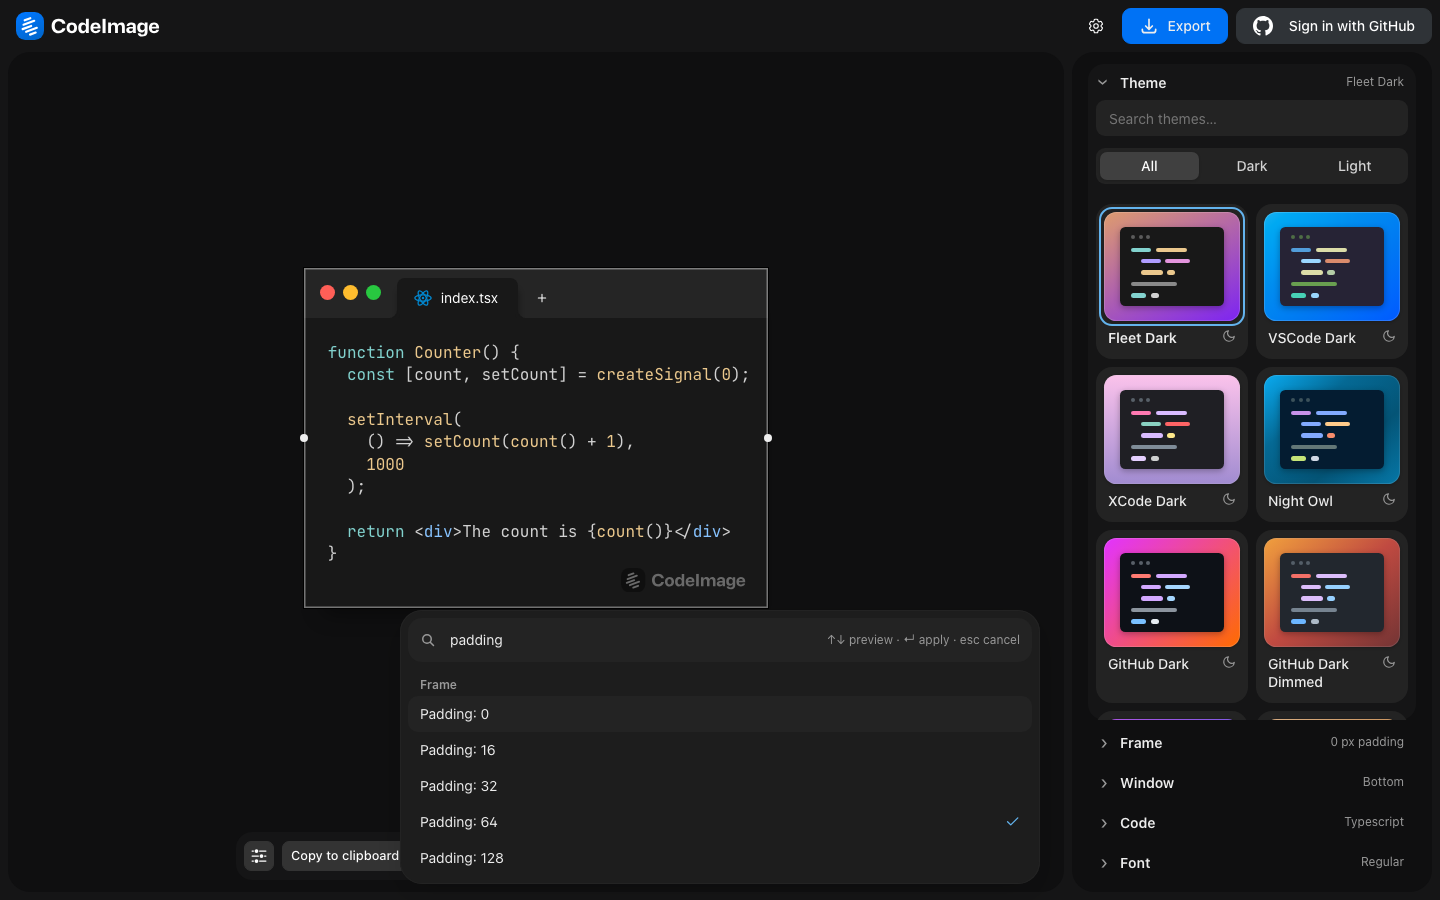 CodeImage
Export
Sign in with GitHub
index.tsx
+
function Counter() {
  const [count, setCount] = createSignal(0);
  setInterval(
    () => setCount(count() + 1),
    1000
  );
  return <div>The count is {count()}</div>
}
CodeImage
padding
↑↓ preview · ↵ apply · esc cancel
Frame
Padding: 0
Padding: 16
Padding: 32
Padding: 64
Padding: 128
Copy to clipboard
Theme
Fleet Dark
Search themes...
All
Dark
Light
Fleet Dark
VSCode Dark
XCode Dark
Night Owl
GitHub Dark
GitHub Dark
Dimmed
Frame
0 px padding
Window
Bottom
Code
Typescript
Font
Regular